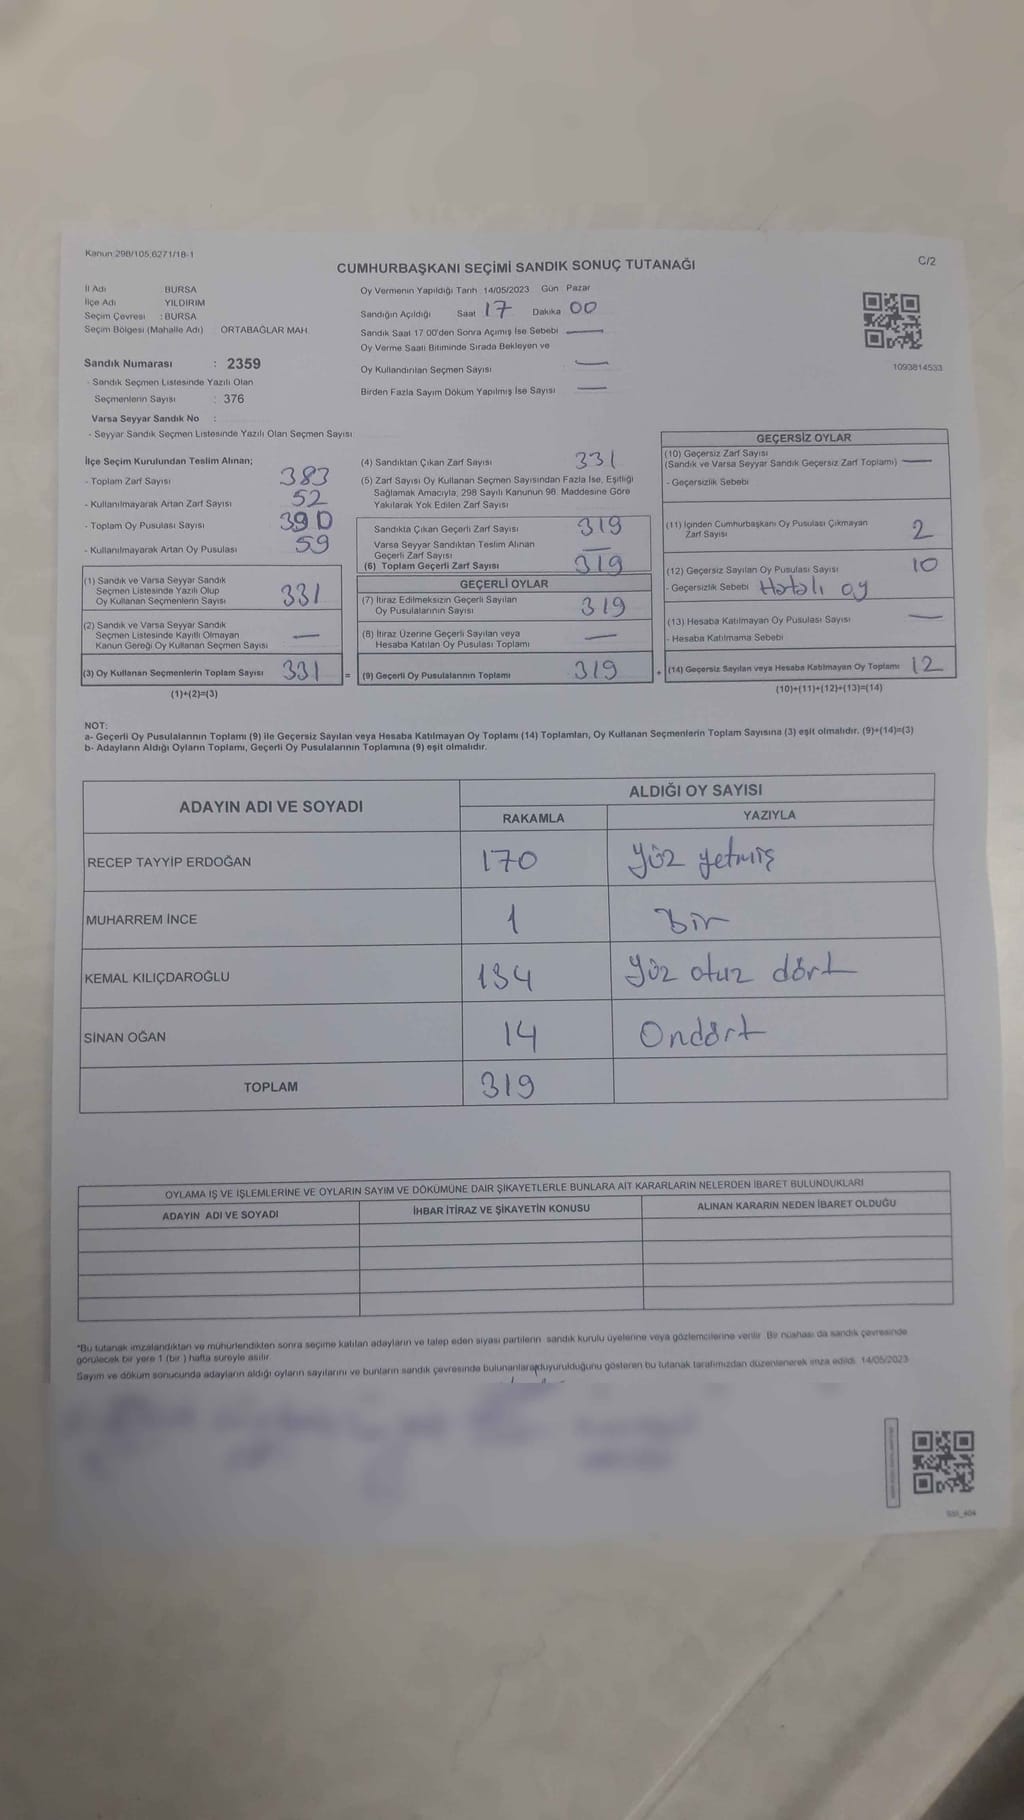 Kanun:298/105,6271/18-1
C/2
CUMHURBAŞKANI SEÇİMİ SANDIK SONUÇ TUTANAĞI
İl Adı BURSA
İlçe Adı YILDIRIM
Seçim Çevresi : BURSA
Seçim Bölgesi (Mahalle Adı) ORTABAĞLAR MAH.
Sandık Numarası : 2359
- Sandık Seçmen Listesinde Yazılı Olan
Seçmenlerin Sayısı : 376
Varsa Seyyar Sandık No :
- Seyyar Sandık Seçmen Listesinde Yazılı Olan Seçmen Sayısı:
Oy Vermenin Yapıldığı Tarih 14/05/2023 Gün Pazar
Sandığın Açıldığı Saat 17 Dakika 00
Sandık Saat 17.00'den Sonra Açılmış İse Sebebi —
Oy Verme Saati Bitiminde Sırada Bekleyen ve
Oy Kullandırılan Seçmen Sayısı : —
Birden Fazla Sayım Döküm Yapılmış İse Sayısı —
1093814533
İlçe Seçim Kurulundan Teslim Alınan;
- Toplam Zarf Sayısı 383
- Kullanılmayarak Artan Zarf Sayısı 52
- Toplam Oy Pusulası Sayısı 390
- Kullanılmayarak Artan Oy Pusulası 59
(1) Sandık ve Varsa Seyyar Sandık
Seçmen Listesinde Yazılı Olup
Oy Kullanan Seçmenlerin Sayısı 331
(2) Sandık ve Varsa Seyyar Sandık
Seçmen Listesinde Kayıtlı Olmayan
Kanun Gereği Oy Kullanan Seçmen Sayısı —
(3) Oy Kullanan Seçmenlerin Toplam Sayısı 331 =
(1)+(2)=(3)
(4) Sandıktan Çıkan Zarf Sayısı 331
(5) Zarf Sayısı Oy Kullanan Seçmen Sayısından Fazla İse, Eşitliği
Sağlamak Amacıyla; 298 Sayılı Kanunun 98. Maddesine Göre
Yakılarak Yok Edilen Zarf Sayısı
Sandıkta Çıkan Geçerli Zarf Sayısı 319
Varsa Seyyar Sandıktan Teslim Alınan
Geçerli Zarf Sayısı —
(6) Toplam Geçerli Zarf Sayısı 319
GEÇERLİ OYLAR
(7) İtiraz Edilmeksizin Geçerli Sayılan
Oy Pusulalarının Sayısı 319
(8) İtiraz Üzerine Geçerli Sayılan veya
Hesaba Katılan Oy Pusulası Toplamı —
(9) Geçerli Oy Pusulalarının Toplamı 319 +
GEÇERSİZ OYLAR
(10) Geçersiz Zarf Sayısı
(Sandık ve Varsa Seyyar Sandık Geçersiz Zarf Toplamı) —
- Geçersizlik Sebebi
(11) İçinden Cumhurbaşkanı Oy Pusulası Çıkmayan
Zarf Sayısı 2
(12) Geçersiz Sayılan Oy Pusulası Sayısı 10
- Geçersizlik Sebebi Hatalı oy
(13) Hesaba Katılmayan Oy Pusulası Sayısı —
- Hesaba Katılmama Sebebi
(14) Geçersiz Sayılan veya Hesaba Katılmayan Oy Toplamı 12
(10)+(11)+(12)+(13)=(14)
NOT:
a- Geçerli Oy Pusulalarının Toplamı (9) ile Geçersiz Sayılan veya Hesaba Katılmayan Oy Toplamı (14) Toplamları, Oy Kullanan Seçmenlerin Toplam Sayısına (3) eşit olmalıdır. (9)+(14)=(3)
b- Adayların Aldığı Oyların Toplamı, Geçerli Oy Pusulalarının Toplamına (9) eşit olmalıdır.
ADAYIN ADI VE SOYADI ALDIĞI OY SAYISI
RAKAMLA YAZIYLA
RECEP TAYYİP ERDOĞAN 170 Yüz yetmiş
MUHARREM İNCE 1 Bir
KEMAL KILIÇDAROĞLU 134 Yüz otuz dört
SİNAN OĞAN 14 Ondört
TOPLAM 319
OYLAMA İŞ VE İŞLEMLERİNE VE OYLARIN SAYIM VE DÖKÜMÜNE DAİR ŞİKAYETLERLE BUNLARA AİT KARARLARIN NELERDEN İBARET BULUNDUKLARI
ADAYIN ADI VE SOYADI İHBAR İTİRAZ VE ŞİKAYETİN KONUSU ALINAN KARARIN NEDEN İBARET OLDUĞU
*Bu tutanak imzalandıktan ve mühürlendikten sonra seçime katılan adayların ve talep eden siyasi partilerin sandık kurulu üyelerine veya gözlemcilerine verilir. Bir nüshası da sandık çevresinde
görülecek bir yere 1 (bir ) hafta süreyle asılır.
Sayım ve döküm sonucunda adayların aldığı oyların sayılarını ve bunların sandık çevresinde bulunanlara duyurulduğunu gösteren bu tutanak tarafımızdan düzenlenerek imza edildi. 14/05/2023